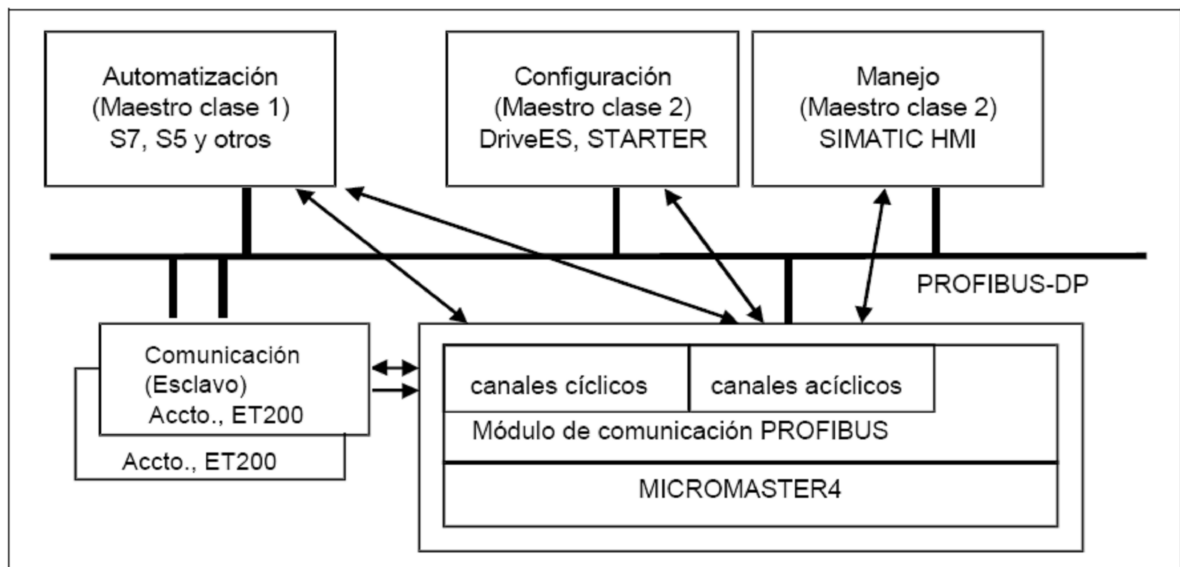 Automatización
(Maestro clase 1)
S7, S5 y otros
Configuración
(Maestro clase 2)
DriveES, STARTER
Manejo
(Maestro clase 2)
SIMATIC HMI
PROFIBUS-DP
Comunicación
(Esclavo)
Accto., ET200
Accto., ET200
canales cíclicos
canales acíclicos
Módulo de comunicación PROFIBUS
MICROMASTER4